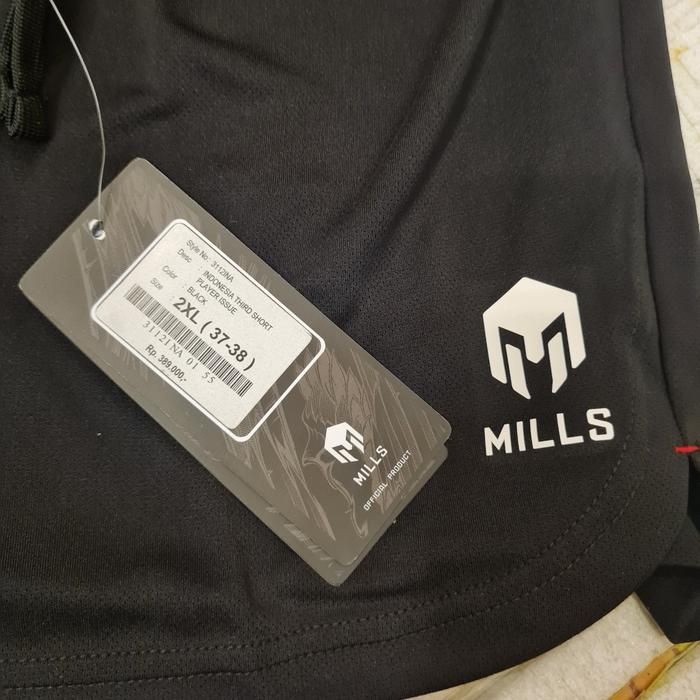 Style No : 3112INA
Desc : INDONESIA THIRD SHORT
PLAYER ISSUE
Color : BLACK
Size
2XL ( 37-38 )
3112INA 01 55
Rp. 389.000,-
MILLS
OFFICIAL PRODUCT
MILLS